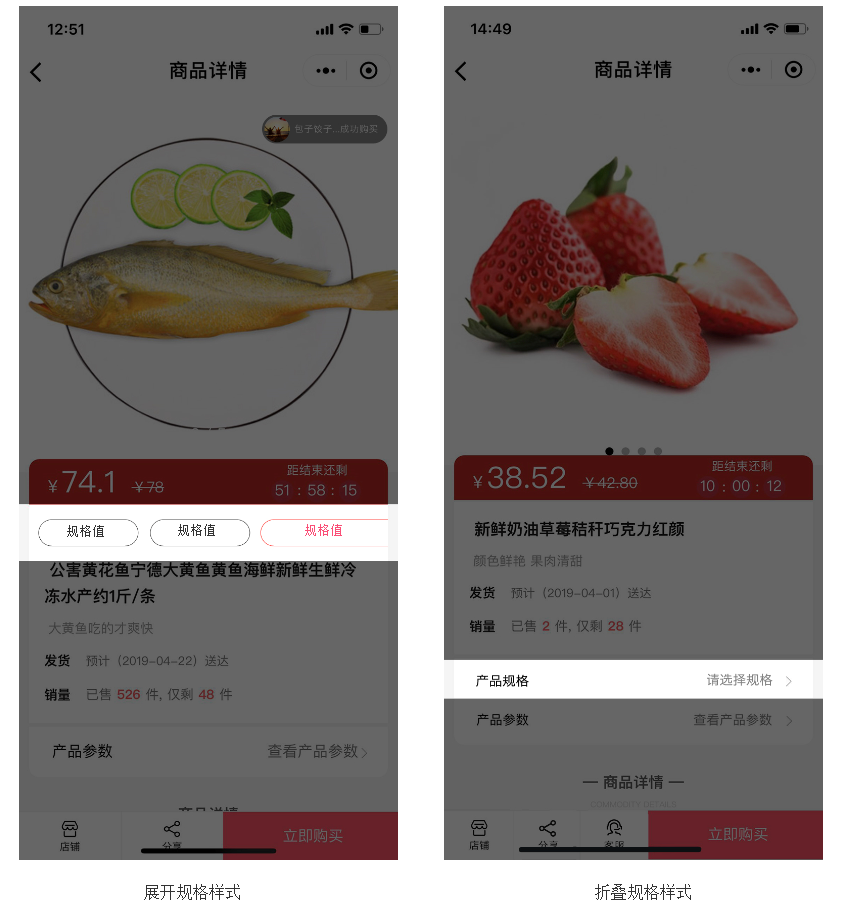 12:51
商品详情
包子饺子...成功购买
¥74.1 ¥78
距结束还剩
51 : 58 : 15
规格值 规格值 规格值
公害黄花鱼宁德大黄鱼黄鱼海鲜新鲜生鲜冷
冻水产约1斤/条
大黄鱼吃的才爽快
发货 预计（2019-04-22）送达
销量 已售 526 件, 仅剩 48 件
产品参数 查看产品参数
商品详情
店铺 分享 立即购买
展开规格样式
14:49
商品详情
¥38.52 ¥42.80
距结束还剩
10 : 00 : 12
新鲜奶油草莓秸秆巧克力红颜
颜色鲜艳 果肉清甜
发货 预计（2019-04-01）送达
销量 已售 2 件, 仅剩 28 件
产品规格 请选择规格
产品参数 查看产品参数
— 商品详情 —
COMMODITY DETAILS
店铺 分享 客服 立即购买
折叠规格样式